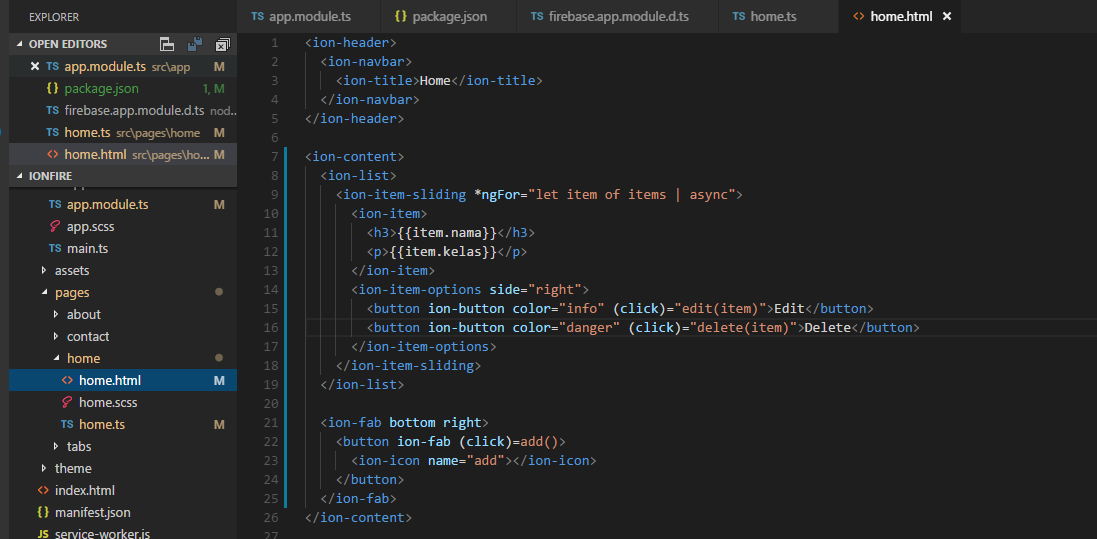 EXPLORER
OPEN EDITORS
TS app.module.ts src\app M
{} package.json 1, M
TS firebase.app.module.d.ts nod...
TS home.ts src\pages\home M
<> home.html src\pages\ho... M
IONFIRE
TS app.module.ts M
app.scss
TS main.ts
assets
pages
about
contact
home
<> home.html M
home.scss
TS home.ts M
tabs
theme
<> index.html
{} manifest.json
JS service-worker.js
TS app.module.ts {} package.json TS firebase.app.module.d.ts TS home.ts <> home.html ×
1 <ion-header>
2   <ion-navbar>
3     <ion-title>Home</ion-title>
4   </ion-navbar>
5 </ion-header>
6
7 <ion-content>
8   <ion-list>
9     <ion-item-sliding *ngFor="let item of items | async">
10       <ion-item>
11         <h3>{{item.nama}}</h3>
12         <p>{{item.kelas}}</p>
13       </ion-item>
14       <ion-item-options side="right">
15         <button ion-button color="info" (click)="edit(item)">Edit</button>
16         <button ion-button color="danger" (click)="delete(item)">Delete</button>
17       </ion-item-options>
18     </ion-item-sliding>
19   </ion-list>
20
21   <ion-fab bottom right>
22     <button ion-fab (click)=add()>
23       <ion-icon name="add"></ion-icon>
24     </button>
25   </ion-fab>
26 </ion-content>
27